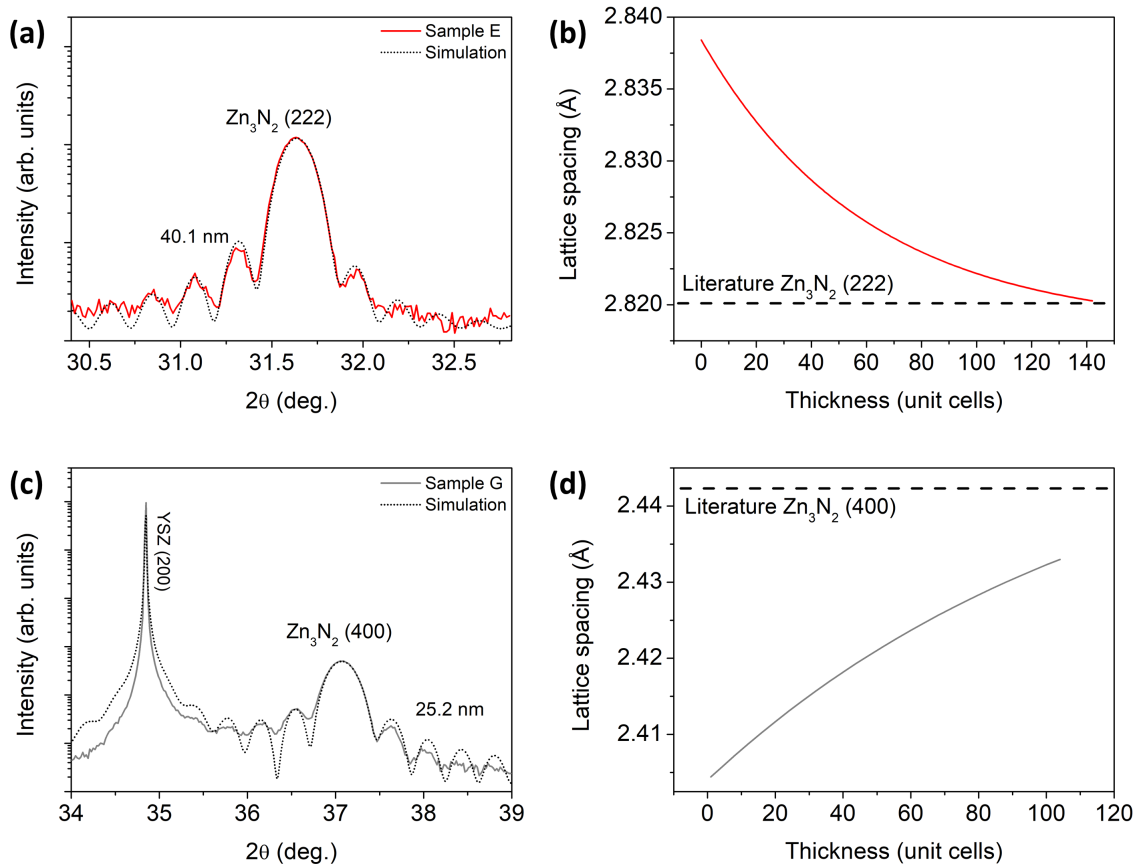 (a)
Sample E
Simulation
Zn3N2 (222)
40.1 nm
Intensity (arb. units)
30.5 31.0 31.5 32.0 32.5
2θ (deg.)
(b)
2.840
2.835
2.830
2.825
2.820
Lattice spacing (Å)
Literature Zn3N2 (222)
0 20 40 60 80 100 120 140
Thickness (unit cells)
(c)
Sample G
Simulation
YSZ (200)
Zn3N2 (400)
25.2 nm
Intensity (arb. units)
34 35 36 37 38 39
2θ (deg.)
(d)
2.44
2.43
2.42
2.41
Lattice spacing (Å)
Literature Zn3N2 (400)
0 20 40 60 80 100 120
Thickness (unit cells)